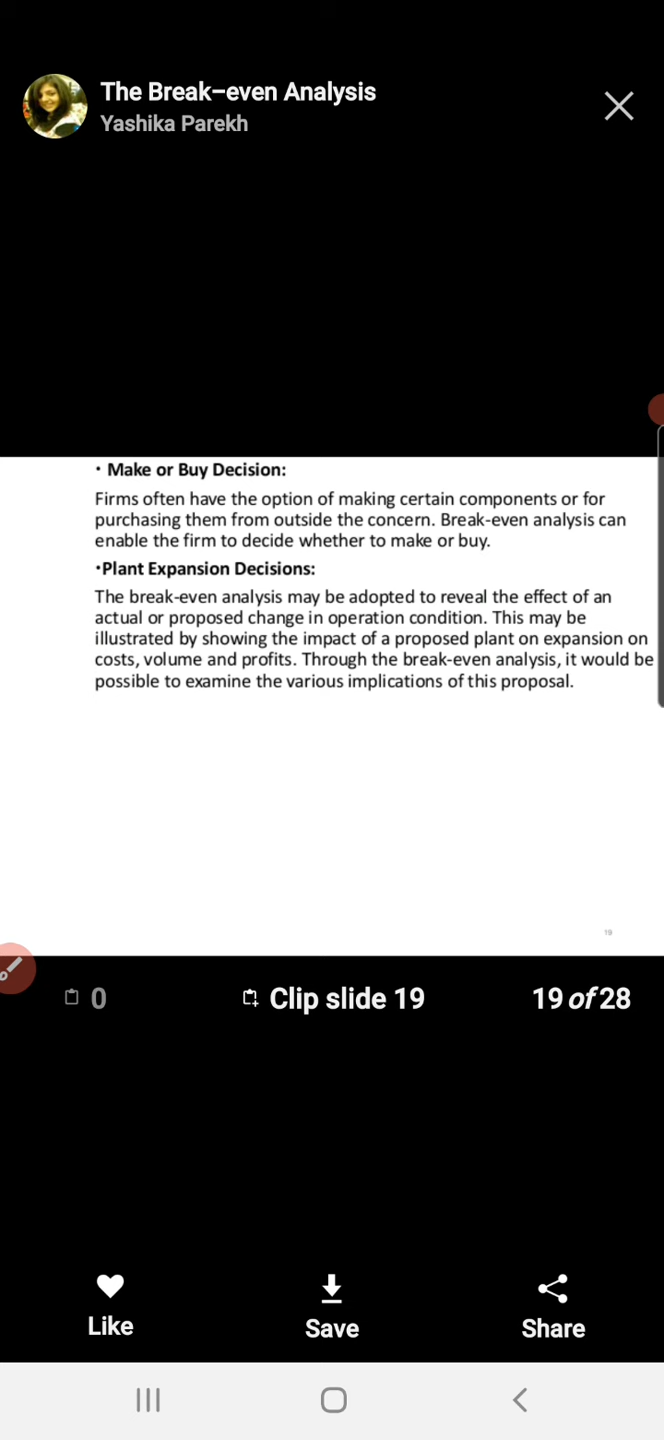 The Break-even Analysis
Yashika Parekh
• Make or Buy Decision:
Firms often have the option of making certain components or for
purchasing them from outside the concern. Break-even analysis can
enable the firm to decide whether to make or buy.
•Plant Expansion Decisions:
The break-even analysis may be adopted to reveal the effect of an
actual or proposed change in operation condition. This may be
illustrated by showing the impact of a proposed plant on expansion on
costs, volume and profits. Through the break-even analysis, it would be
possible to examine the various implications of this proposal.
19
0
Clip slide 19
19 of 28
Like
Save
Share